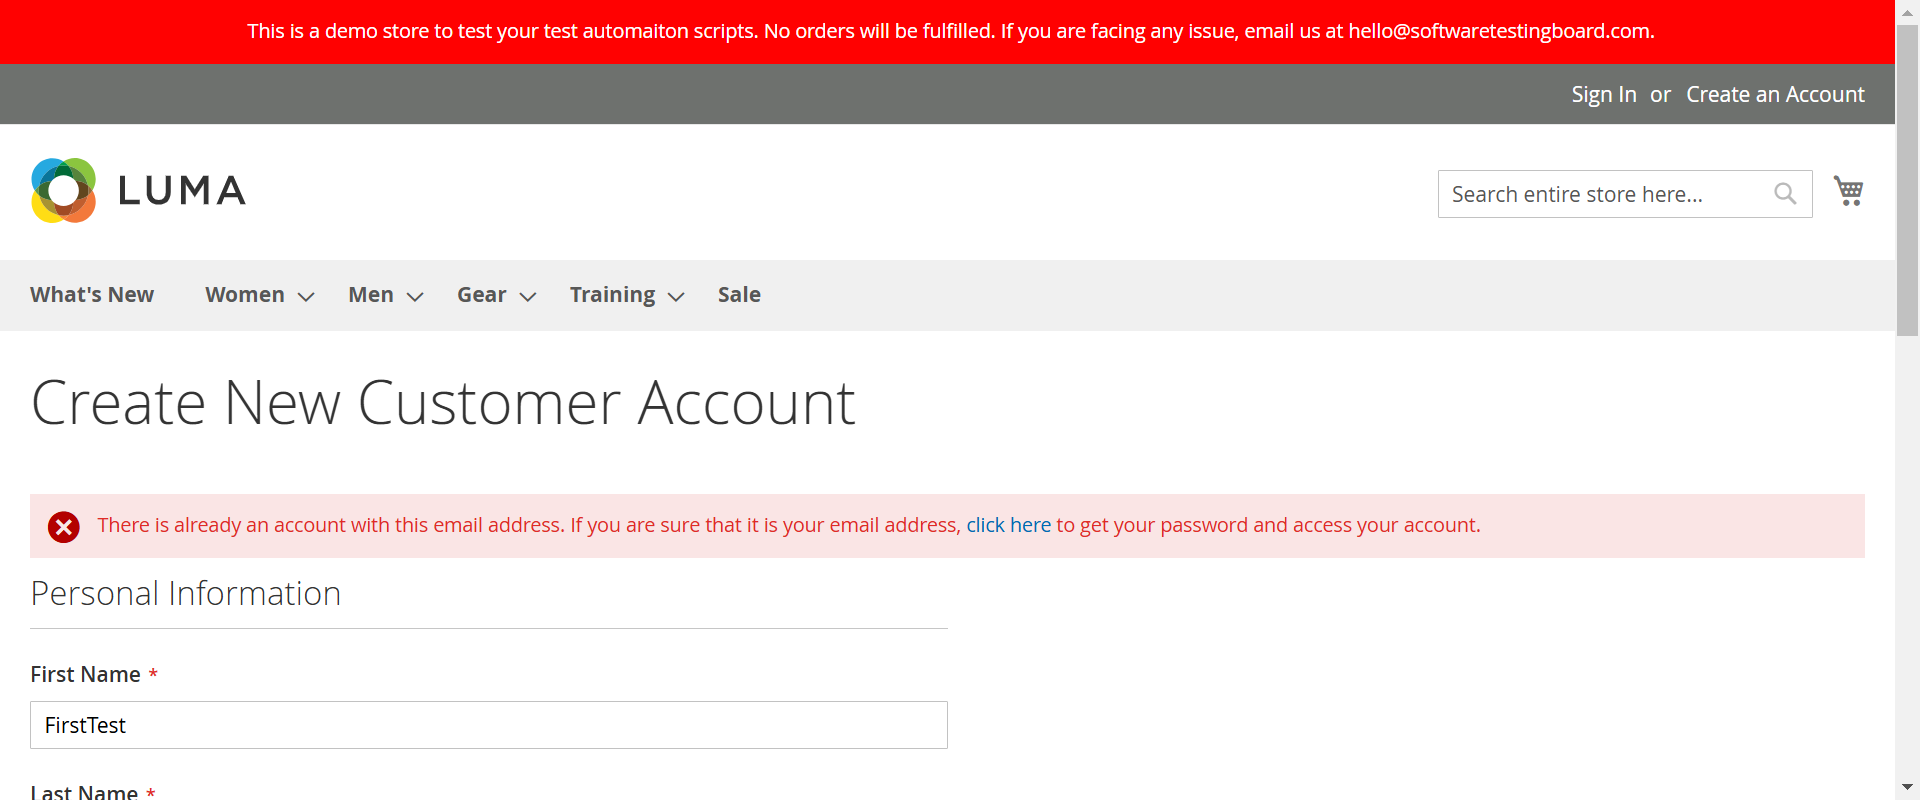 This is a demo store to test your test automaiton scripts. No orders will be fulfilled. If you are facing any issue, email us at hello@softwaretestingboard.com.
Sign In or Create an Account
LUMA
Search entire store here...
What's New Women Men Gear Training Sale
Create New Customer Account
There is already an account with this email address. If you are sure that it is your email address, click here to get your password and access your account.
Personal Information
First Name *
FirstTest
Last Name *